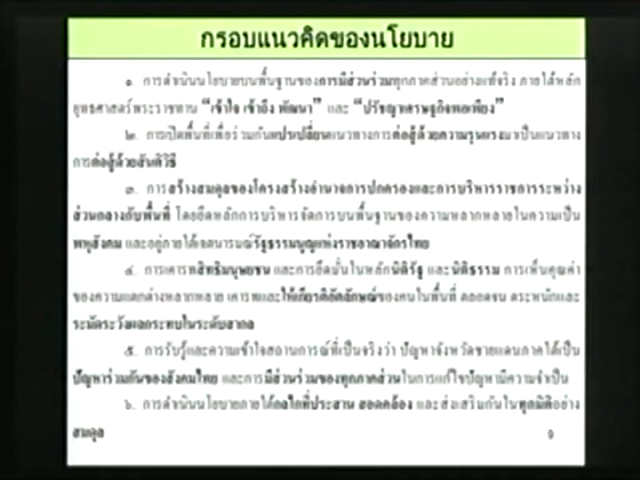 กรอบแนวคิดของนโยบาย
๑. การดำเนินนโยบายบนพื้นฐานของการมีส่วนร่วมทุกภาคส่วนอย่างแท้จริง ภายใต้หลัก
ยุทธศาสตร์พระราชทาน “เข้าใจ เข้าถึง พัฒนา” และ “ปรัชญาเศรษฐกิจพอเพียง”
๒. การเปิดพื้นที่เพื่อร่วมกันแปรเปลี่ยนแนวทางการต่อสู้ด้วยความรุนแรงมาเป็นแนวทาง
การต่อสู้ด้วยสันติวิธี
๓. การสร้างสมดุลของโครงสร้างอำนาจการปกครองและการบริหารราชการระหว่าง
ส่วนกลางกับพื้นที่ โดยยึดหลักการบริหารจัดการบนพื้นฐานของความหลากหลายในความเป็น
พหุสังคม และอยู่ภายใต้เจตนารมณ์รัฐธรรมนูญแห่งราชอาณาจักรไทย
๔. การเคารพสิทธิมนุษยชน และการยึดมั่นในหลักนิติรัฐ และนิติธรรม การเห็นคุณค่า
ของความแตกต่างหลากหลาย เคารพและให้เกียรติอัตลักษณ์ของคนในพื้นที่ ตลอดจน ตระหนักและ
ระมัดระวังผลกระทบในระดับสากล
๕. การรับรู้และความเข้าใจสถานการณ์ที่เป็นจริงว่า ปัญหาจังหวัดชายแดนภาคใต้เป็น
ปัญหาร่วมกันของสังคมไทย และการมีส่วนร่วมของทุกภาคส่วนในการแก้ไขปัญหามีความจำเป็น
๖. การดำเนินนโยบายภายใต้กลไกที่ประสาน สอดคล้อง และส่งเสริมกันในทุกมิติอย่าง
สมดุล
9